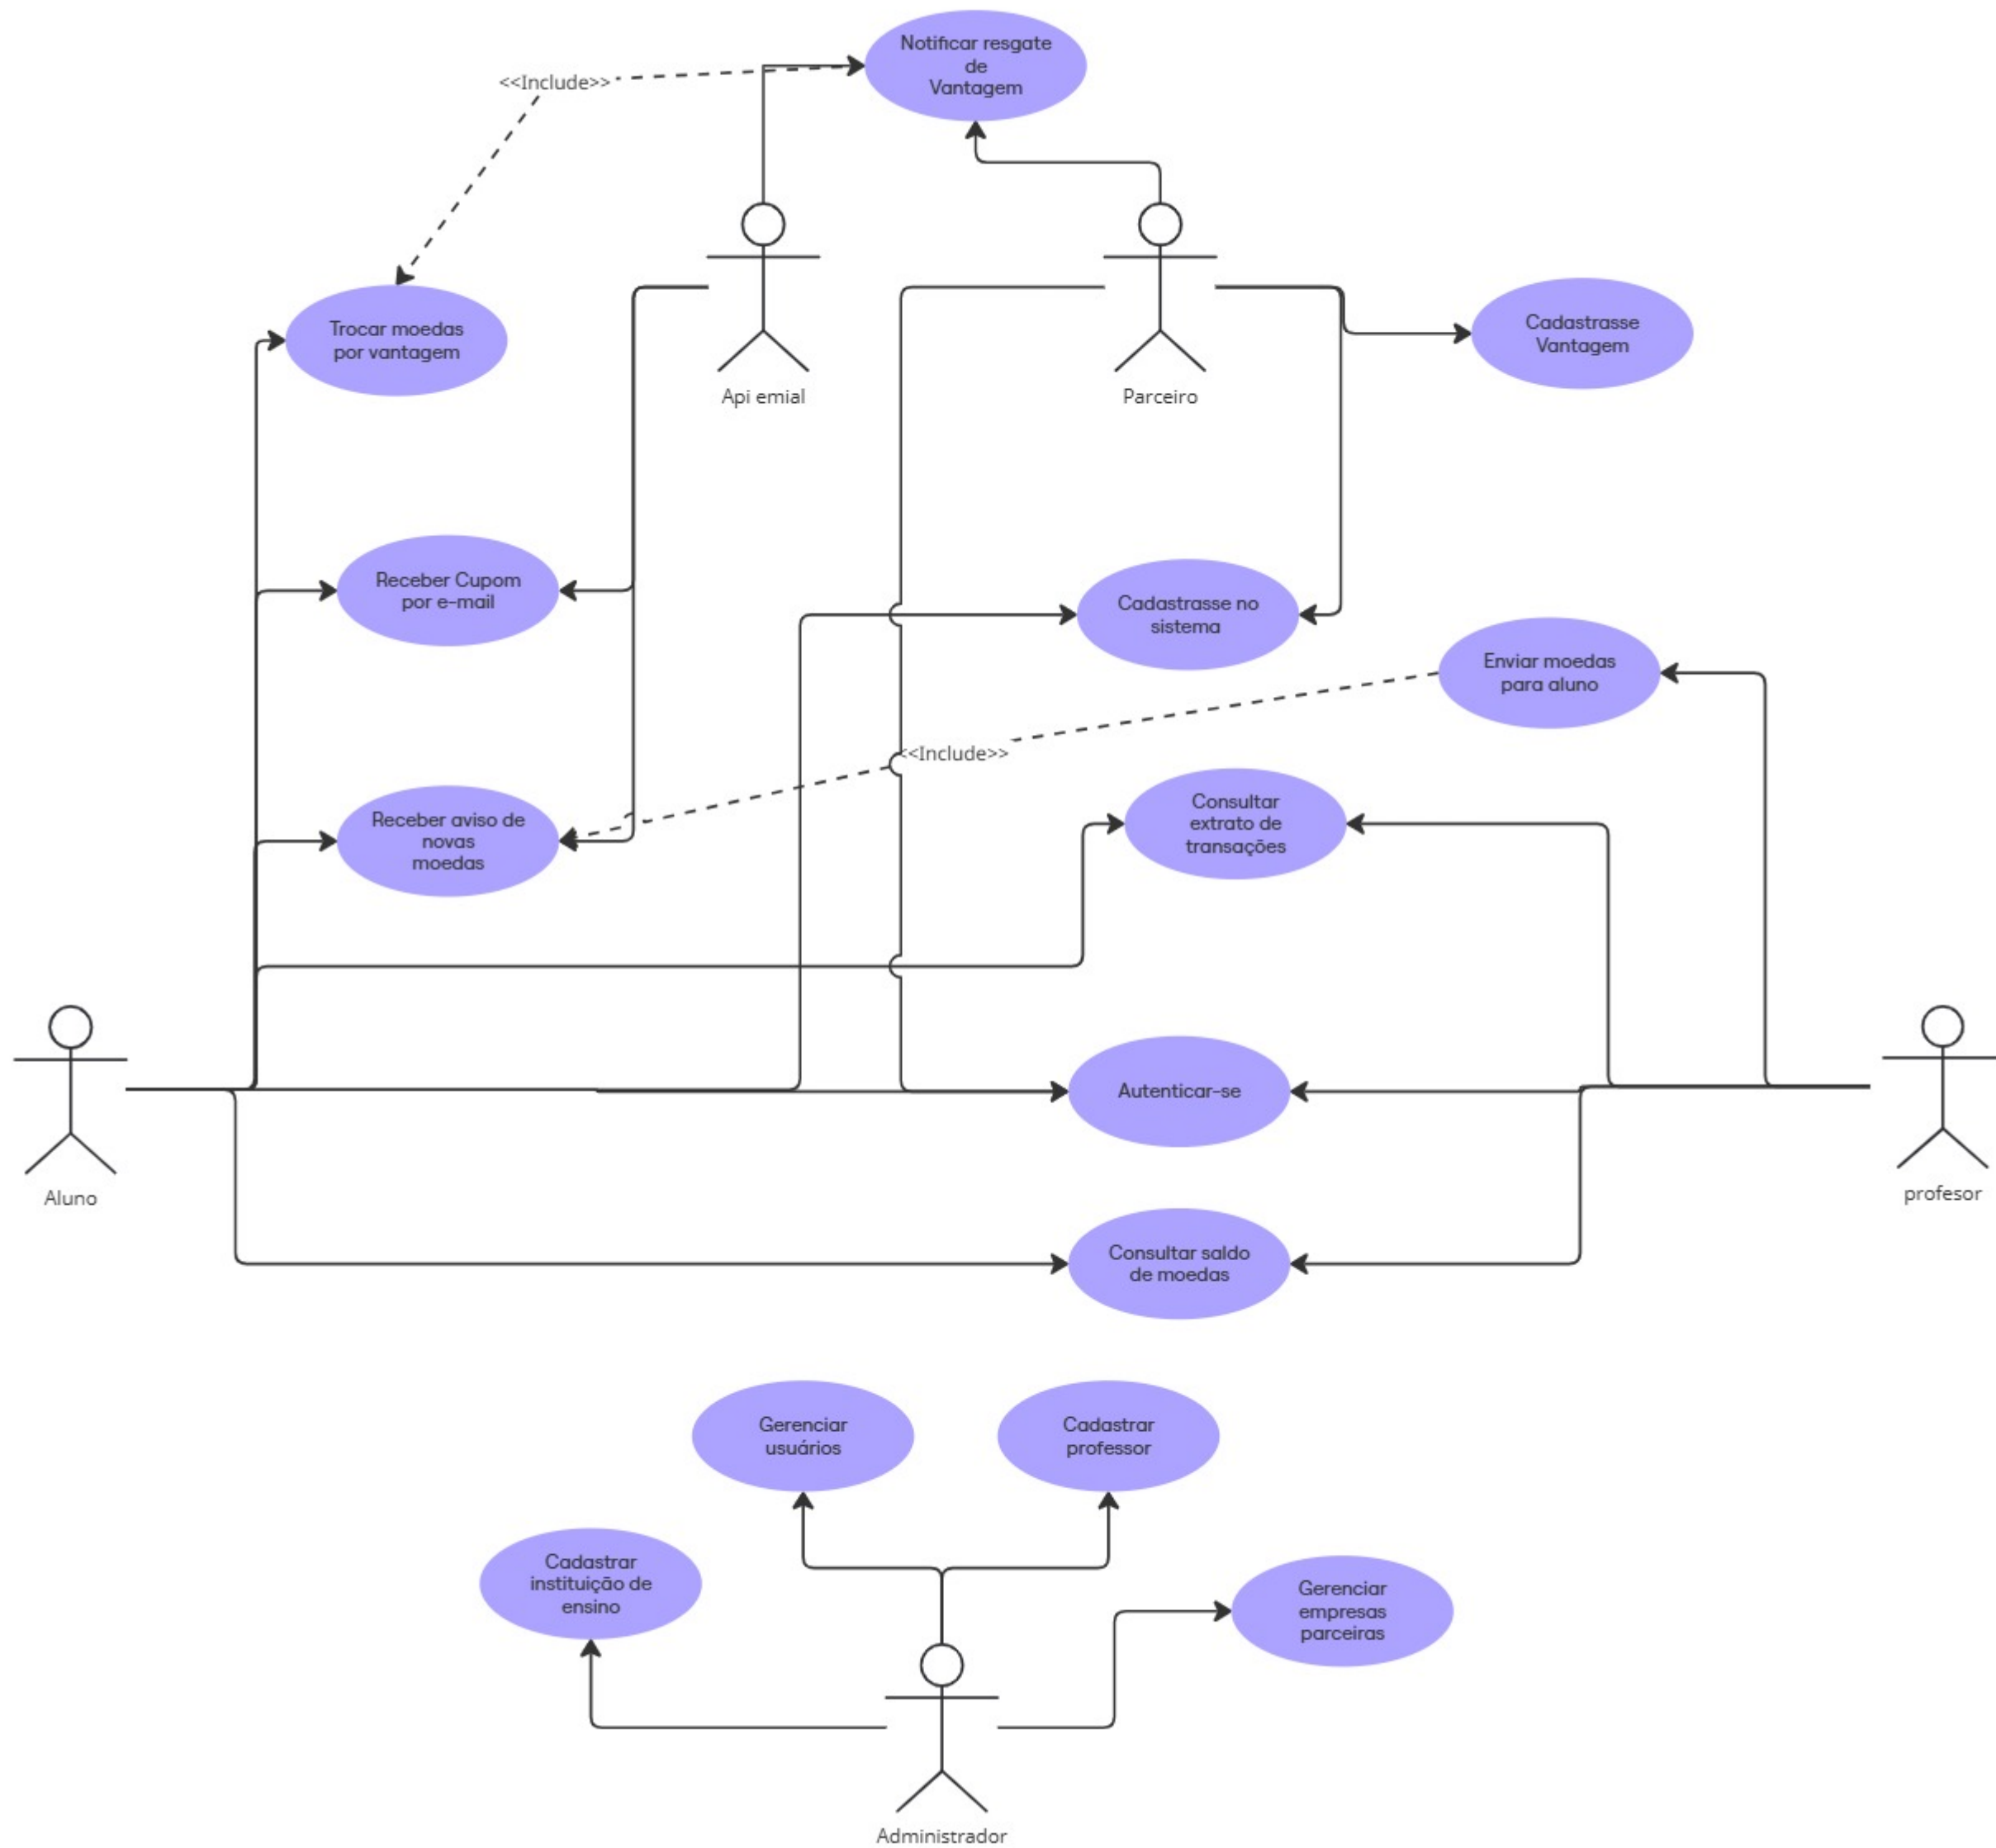 Notificar resgate
de
Vantagem
<<Include>>
Trocar moedas
por vantagem
Api emial
Parceiro
Cadastrasse
Vantagem
Receber Cupom
por e-mail
Cadastrasse no
sistema
Enviar moedas
para aluno
<<Include>>
Receber aviso de
novas
moedas
Consultar
extrato de
transações
Autenticar-se
Aluno
profesor
Consultar saldo
de moedas
Gerenciar
usuários
Cadastrar
professor
Cadastrar
instituição de
ensino
Gerenciar
empresas
parceiras
Administrador